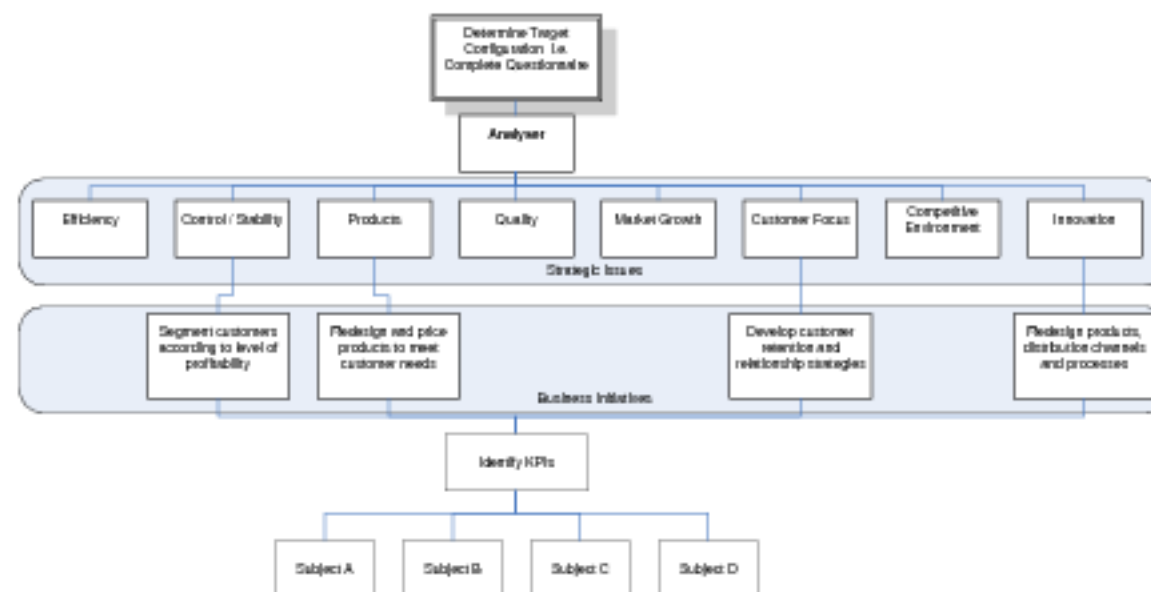 Determine Target
Configuration i.e.
Complete Questionnaire
Analyser
Efficiency
Control / Stability
Products
Quality
Market Growth
Customer Focus
Competitive
Environment
Innovation
Strategic Issues
Segment customers
according to level of
profitability
Redesign and price
products to meet
customer needs
Develop customer
retention and
relationship strategies
Redesign products,
distribution channels
and processes
Business Initiatives
Identify KPIs
Subject A
Subject B
Subject C
Subject D